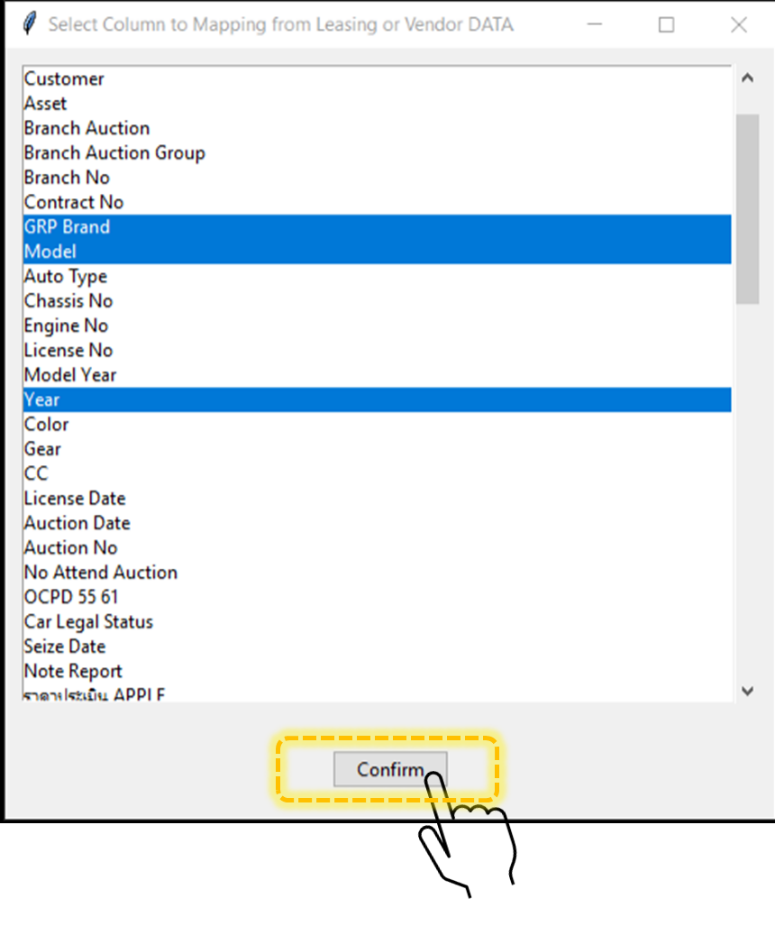 Select Column to Mapping from Leasing or Vendor DATA
Customer
Asset
Branch Auction
Branch Auction Group
Branch No
Contract No
GRP Brand
Model
Auto Type
Chassis No
Engine No
License No
Model Year
Year
Color
Gear
CC
License Date
Auction Date
Auction No
No Attend Auction
OCPD 55 61
Car Legal Status
Seize Date
Note Report
ราคาประเมิน APPLE
Confirm